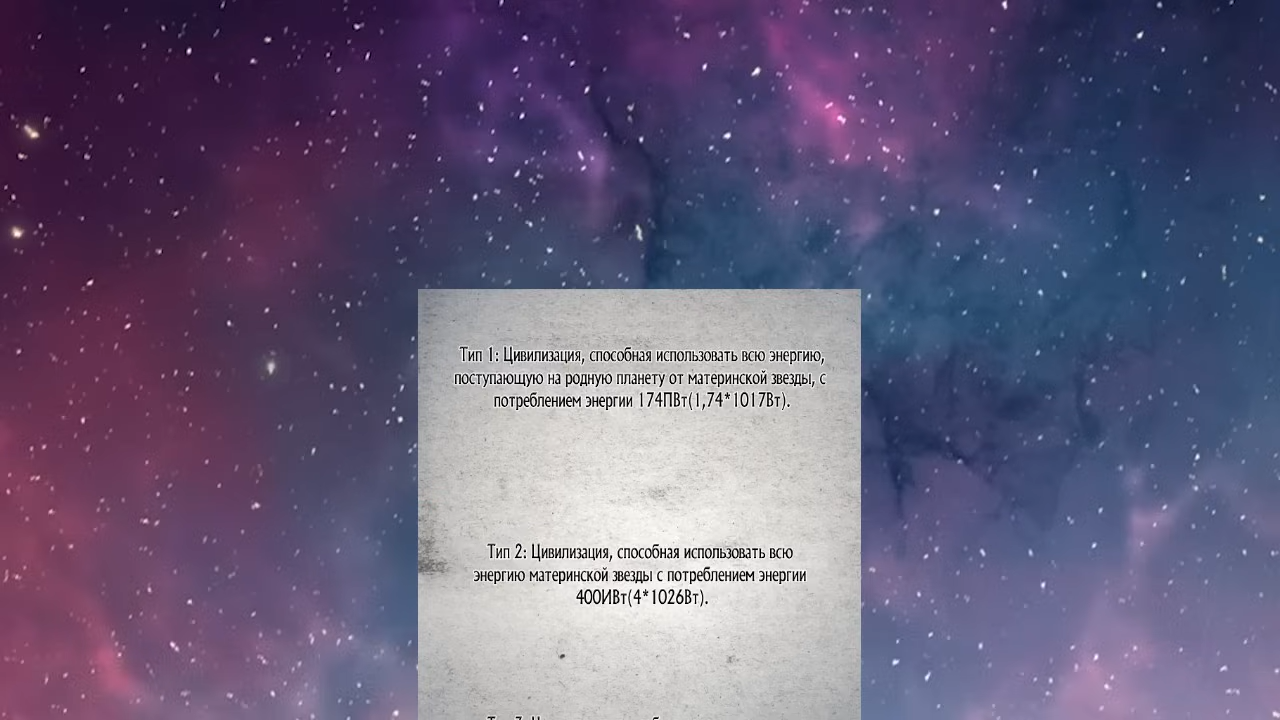 Тип 1: Цивилизация, способная использовать всю энергию,
поступающую на родную планету от материнской звезды, с
потреблением энергии 174ПВт(1,74*1017Вт).
Тип 2: Цивилизация, способная использовать всю
энергию материнской звезды с потреблением энергии
400ИВт(4*1026Вт).